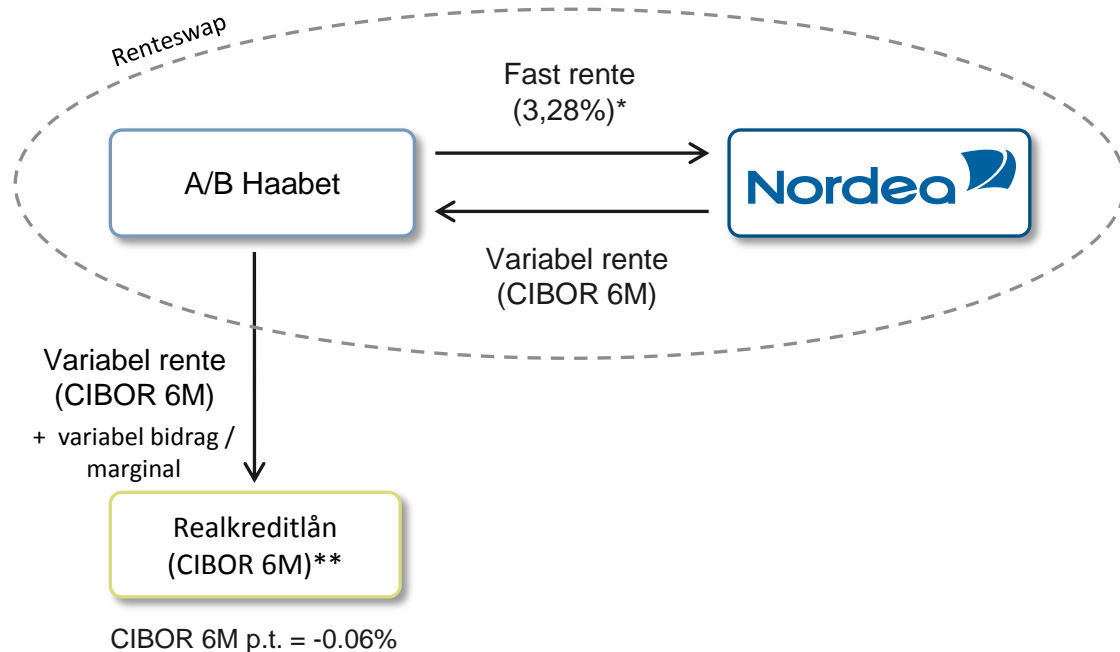 Renteswap
Fast rente
(3,28%)*
A/B Haabet
Nordea
Variabel rente
(CIBOR 6M)
Variabel rente
(CIBOR 6M)
+ variabel bidrag /
marginal
Realkreditlån
(CIBOR 6M)**
CIBOR 6M p.t. = -0.06%